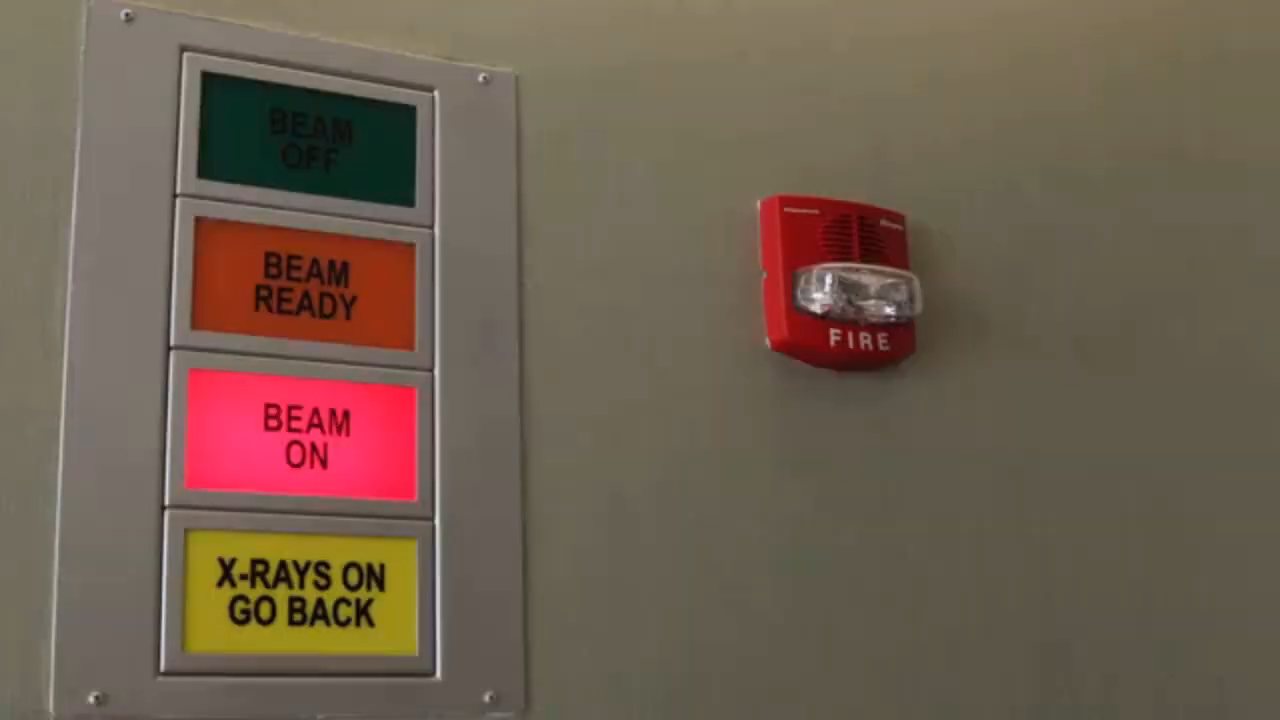 BEAM
OFF
BEAM
READY
BEAM
ON
X-RAYS ON
GO BACK
FIRE